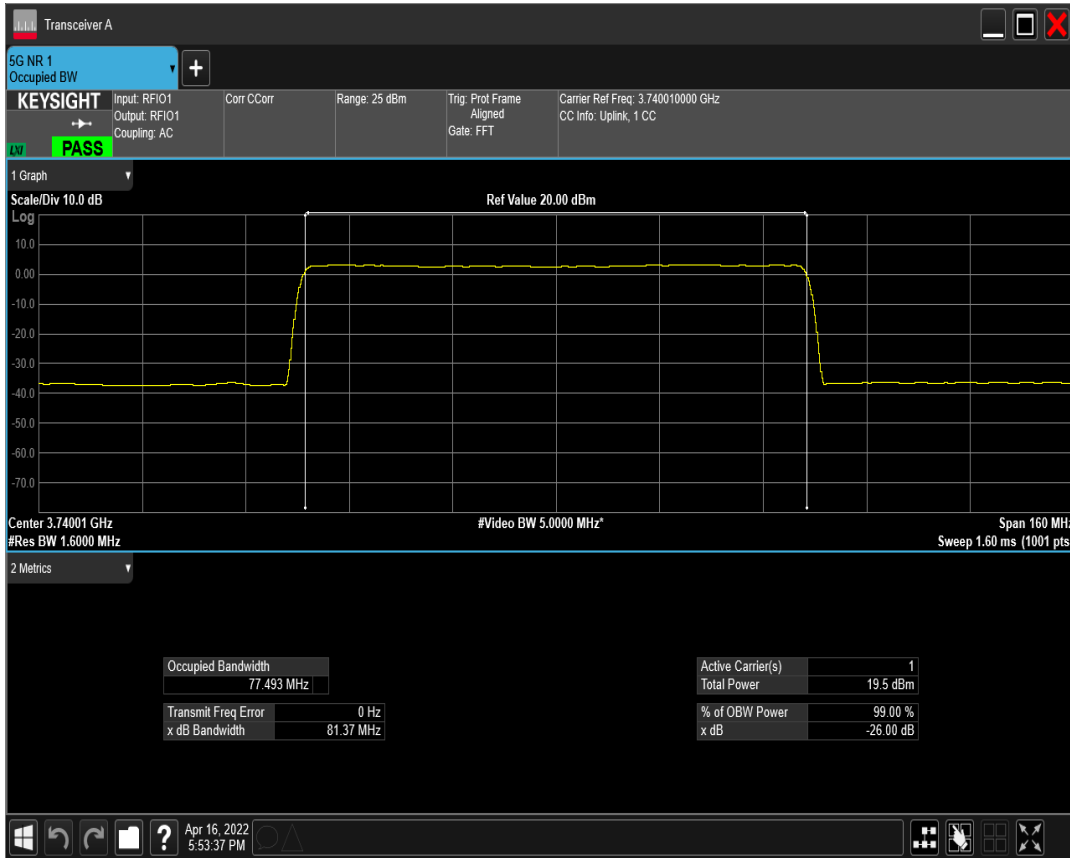 Transceiver A
5G NR 1
Occupied BW
KEYSIGHT
Input: RFIO1
Output: RFIO1
Coupling: AC
Corr CCorr
Range: 25 dBm
Trig: Prot Frame
Aligned
Gate: FFT
Carrier Ref Freq: 3.740010000 GHz
CC Info: Uplink, 1 CC
LXI
PASS
1 Graph
Scale/Div 10.0 dB
Ref Value 20.00 dBm
Log
10.0
0.00
-10.0
-20.0
-30.0
-40.0
-50.0
-60.0
-70.0
Center 3.74001 GHz
#Video BW 5.0000 MHz*
Span 160 MHz
#Res BW 1.6000 MHz
Sweep 1.60 ms (1001 pts
2 Metrics
Occupied Bandwidth
77.493 MHz
Transmit Freq Error 0 Hz
x dB Bandwidth 81.37 MHz
Active Carrier(s) 1
Total Power 19.5 dBm
% of OBW Power 99.00 %
x dB -26.00 dB
Apr 16, 2022
5:53:37 PM